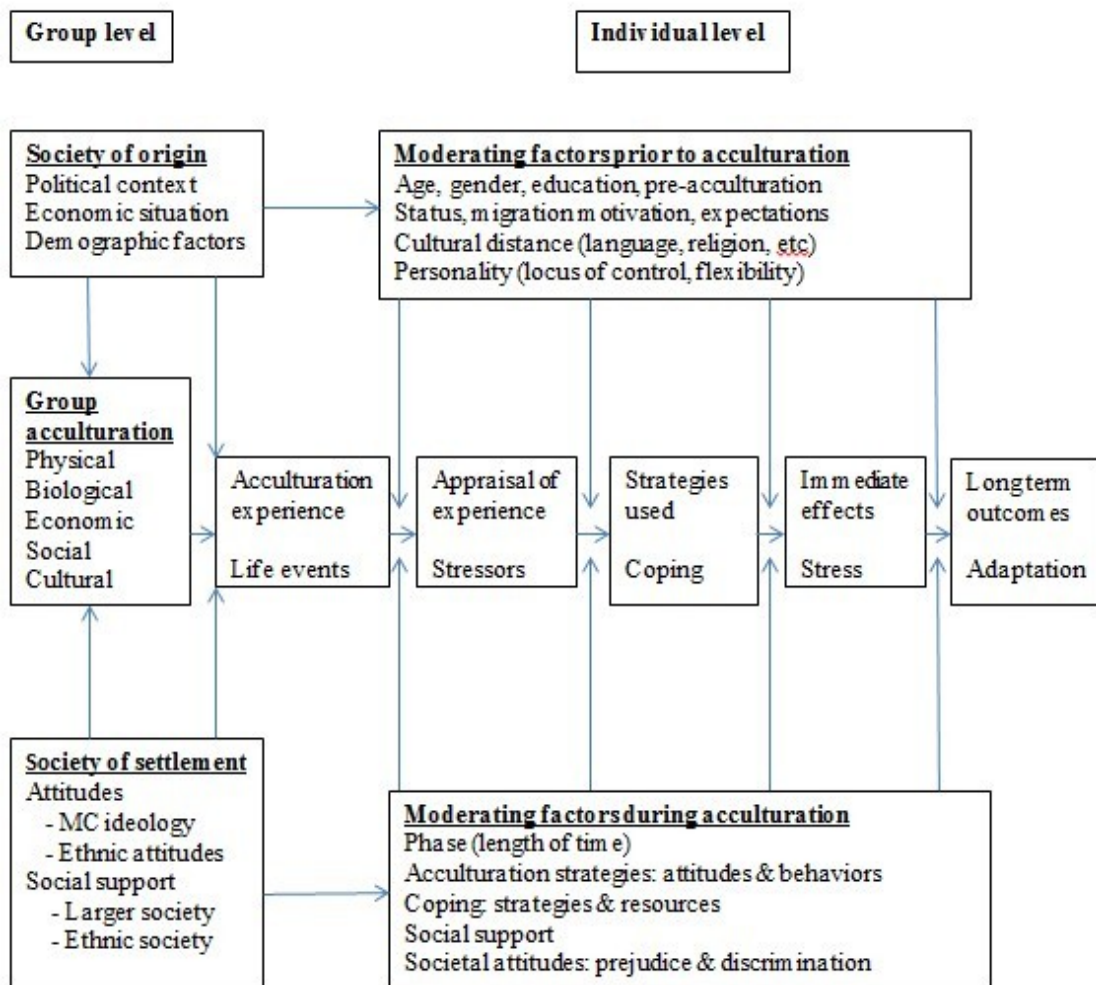 Group level
Individual level
Society of origin
Political context
Economic situation
Demographic factors
Moderating factors prior to acculturation
Age, gender, education, pre-acculturation
Status, migration motivation, expectations
Cultural distance (language, religion, etc)
Personality (locus of control, flexibility)
Group
acculturation
Physical
Biological
Economic
Social
Cultural
Acculturation
experience
Life events
Appraisal of
experience
Stressors
Strategies
used
Coping
Immediate
effects
Stress
Long term
outcomes
Adaptation
Society of settlement
Attitudes
- MC ideology
- Ethnic attitudes
Social support
- Larger society
- Ethnic society
Moderating factors during acculturation
Phase (length of time)
Acculturation strategies: attitudes & behaviors
Coping: strategies & resources
Social support
Societal attitudes: prejudice & discrimination